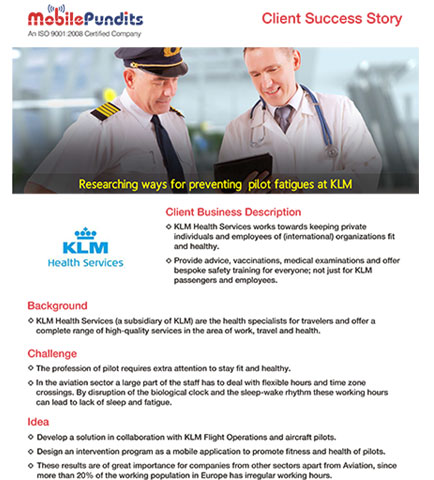 MobilePundits
An ISO 9001:2008 Certified Company
Client Success Story
Researching ways for preventing pilot fatigues at KLM
KLM
Health Services
Client Business Description
KLM Health Services works towards keeping private
individuals and employees of (international) organizations fit
and healthy.
Provide advice, vaccinations, medical examinations and offer
bespoke safety training for everyone; not just for KLM
passengers and employees.
Background
KLM Health Services (a subsidiary of KLM) are the health specialists for travelers and offer a
complete range of high-quality services in the area of work, travel and health.
Challenge
The profession of pilot requires extra attention to stay fit and healthy.
In the aviation sector a large part of the staff has to deal with flexible hours and time zone
crossings. By disruption of the biological clock and the sleep-wake rhythm these working hours
can lead to lack of sleep and fatigue.
Idea
Develop a solution in collaboration with KLM Flight Operations and aircraft pilots.
Design an intervention program as a mobile application to promote fitness and health of pilots.
These results are of great importance for companies from other sectors apart from Aviation, since
more than 20% of the working population in Europe has irregular working hours.